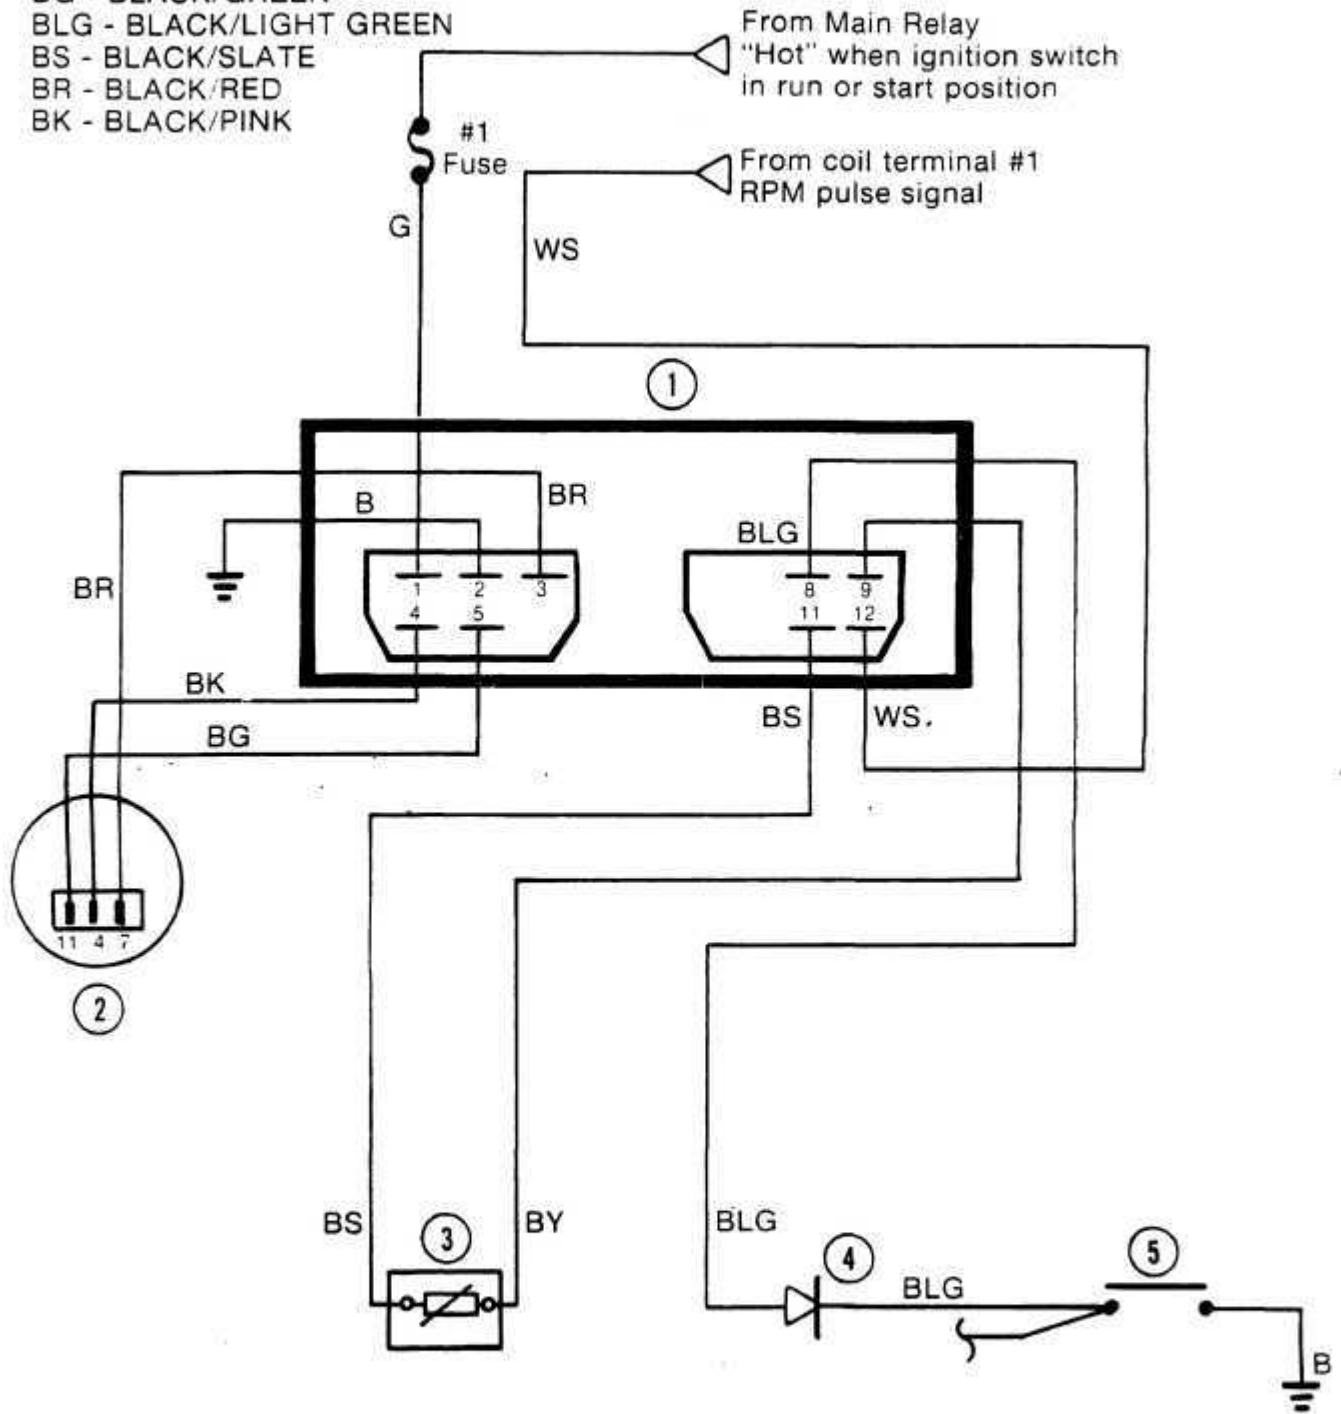 BG - BLACK/GREEN
BLG - BLACK/LIGHT GREEN
BS - BLACK/SLATE
BR - BLACK/RED
BK - BLACK/PINK
From Main Relay
"Hot" when ignition switch
in run or start position
#1
Fuse
From coil terminal #1
RPM pulse signal
G
WS
1
B
BR
BLG
BR
1 2 3
4 5
8 9
11 12
BK
BS
WS.
BG
11 4 7
2
BS
3
BY
BLG
4
BLG
5
B